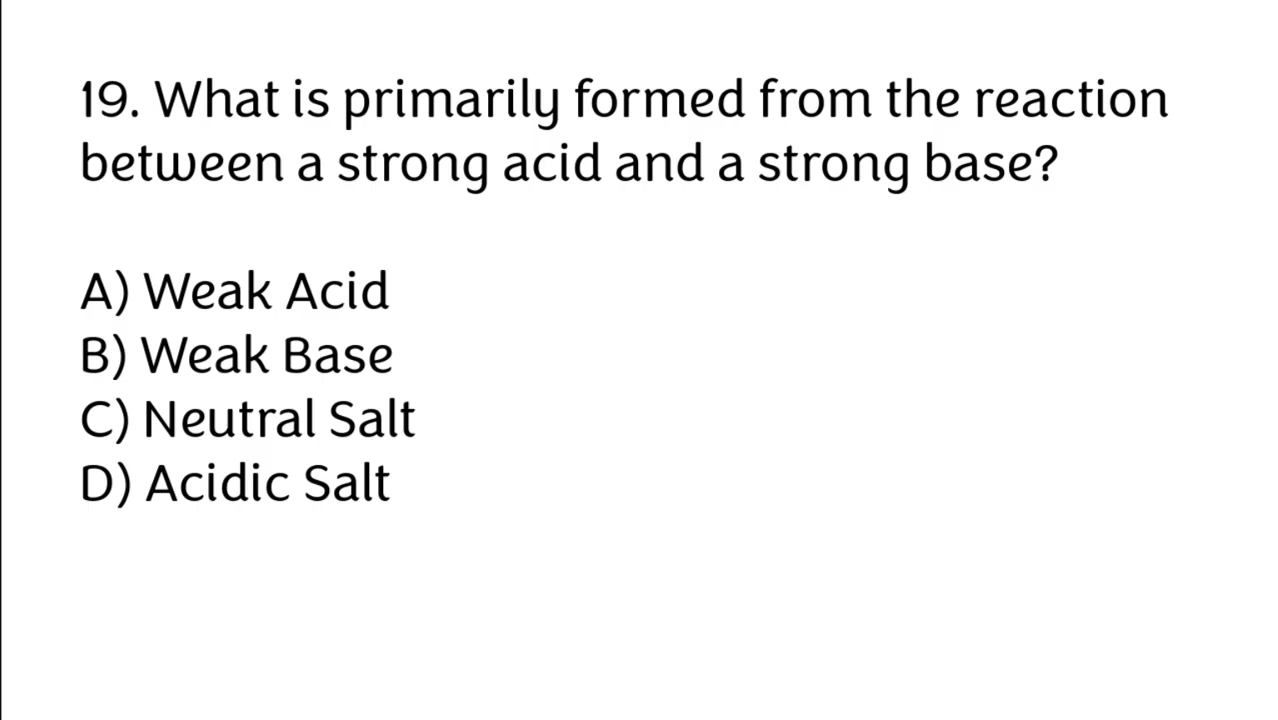 19. What is primarily formed from the reaction
between a strong acid and a strong base?
A) Weak Acid
B) Weak Base
C) Neutral Salt
D) Acidic Salt